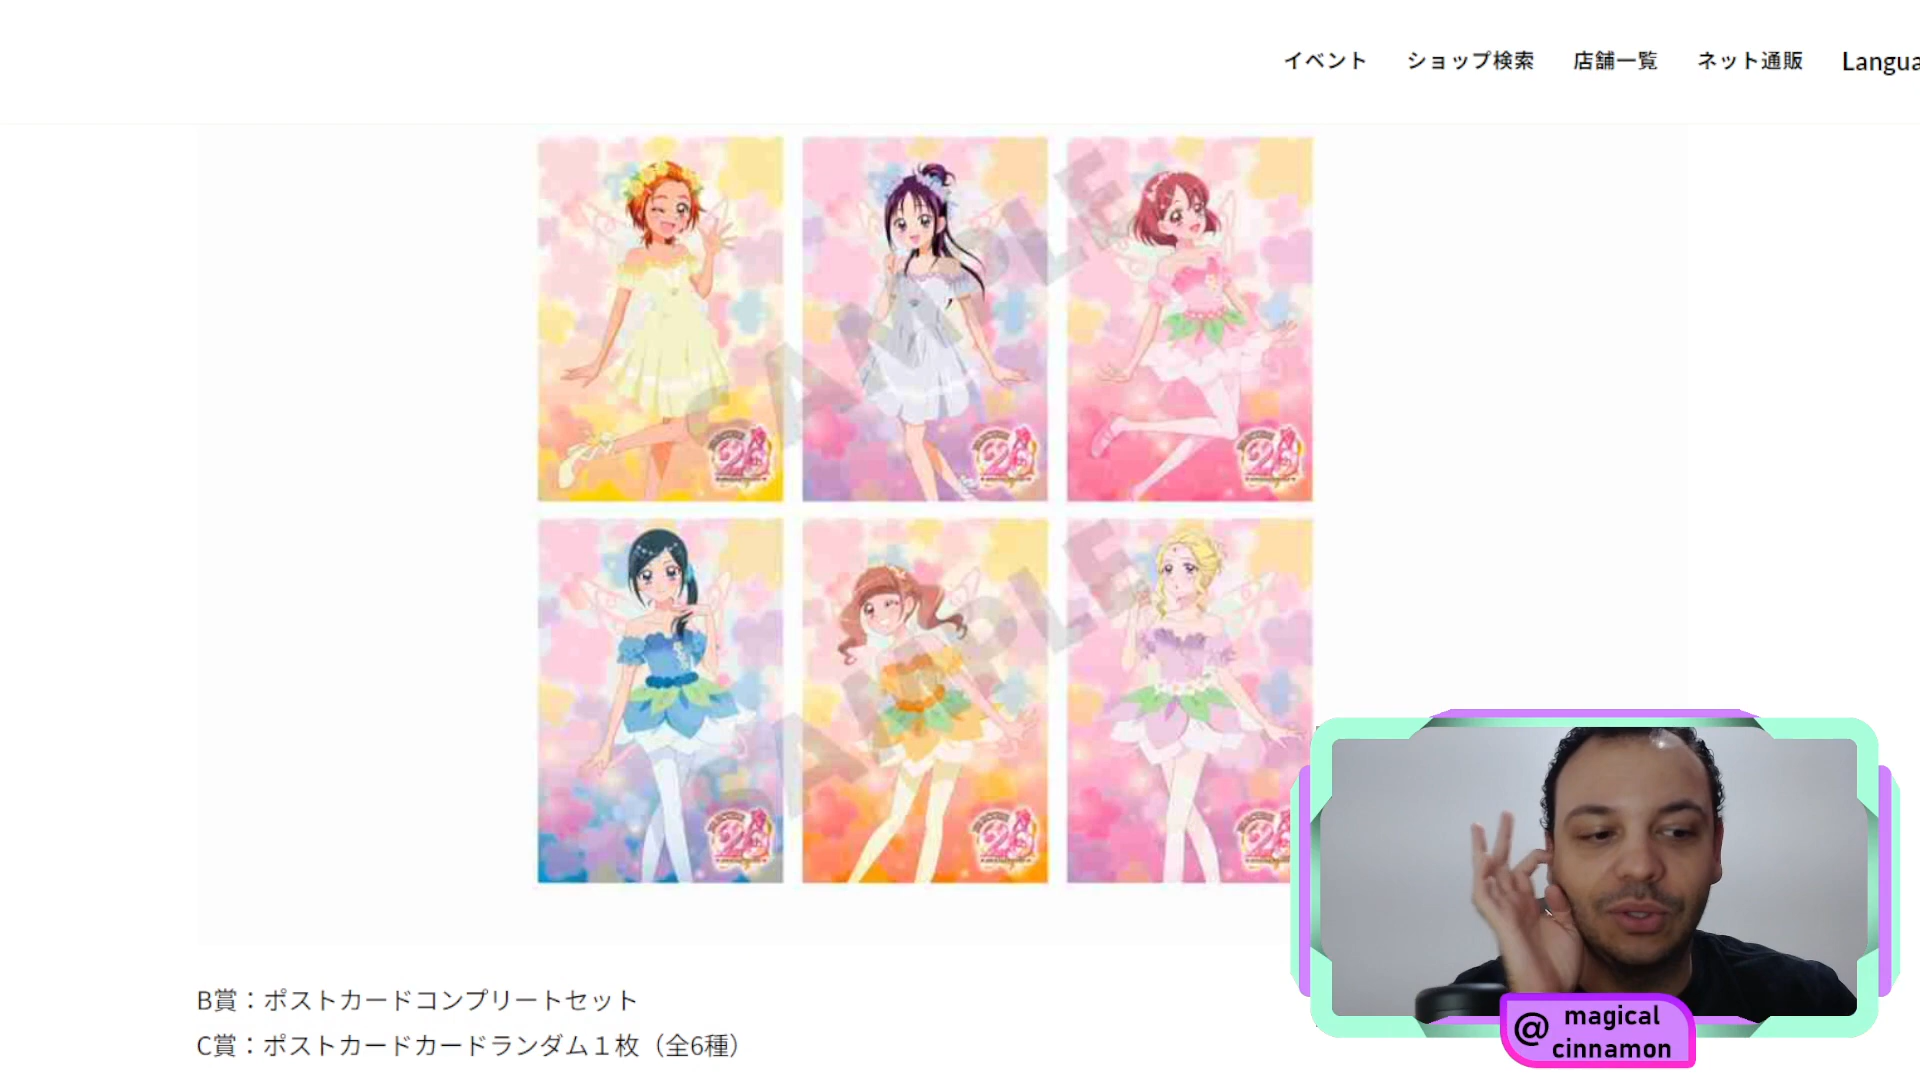 イベント ショップ検索 店舗一覧 ネット通販 Langua
SAMPLE
SAMPLE
B賞：ポストカードコンプリートセット
C賞：ポストカードカードランダム１枚（全6種）
@ magical
cinnamon